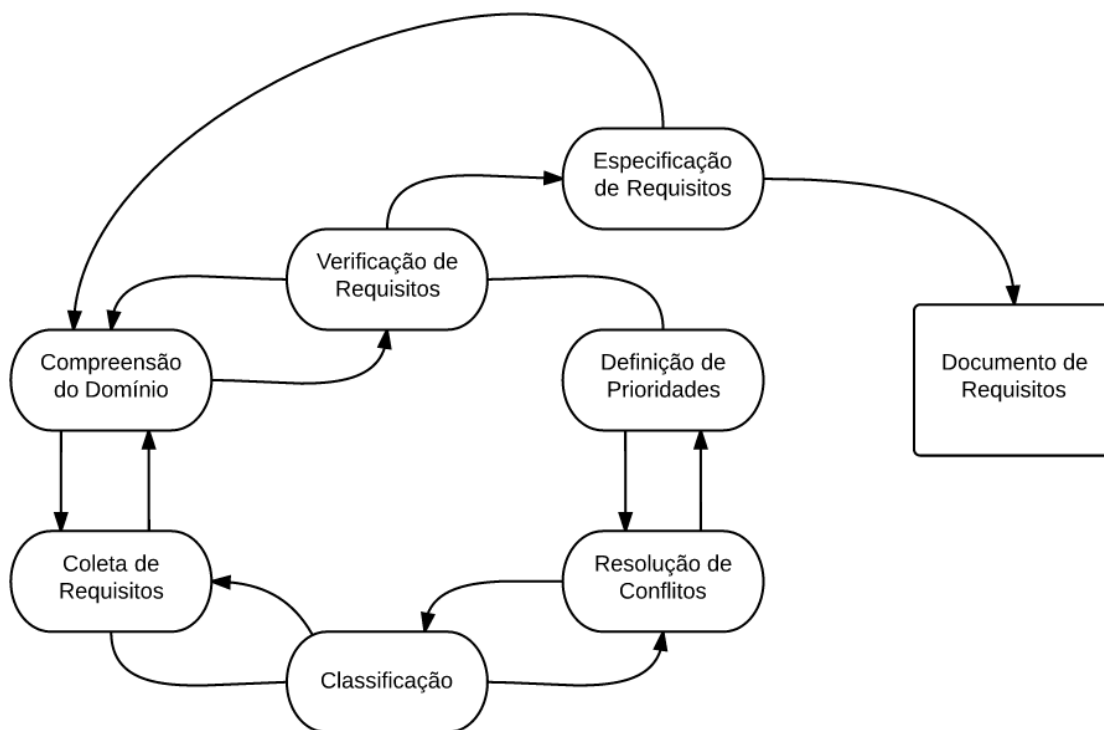 Especificação
de Requisitos
Verificação de
Requisitos
Compreensão
do Domínio
Definição de
Prioridades
Documento de
Requisitos
Coleta de
Requisitos
Resolução de
Conflitos
Classificação